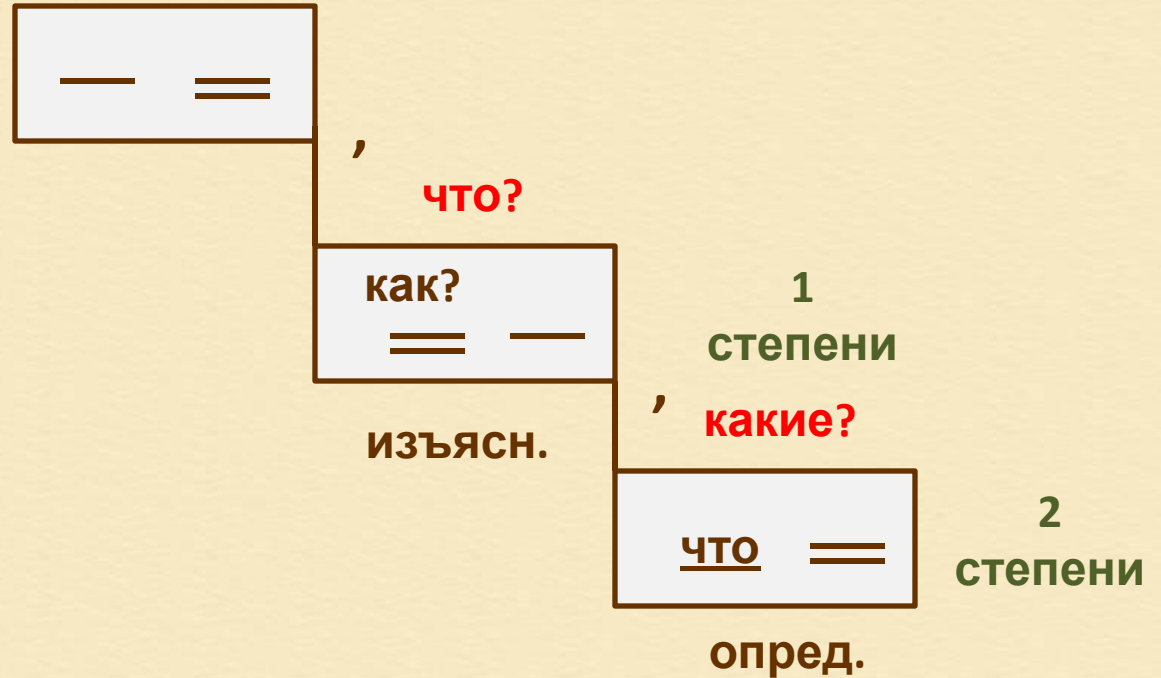 ,
что?
как?
1
степени
,
какие?
изъясн.
что
2
степени
опред.